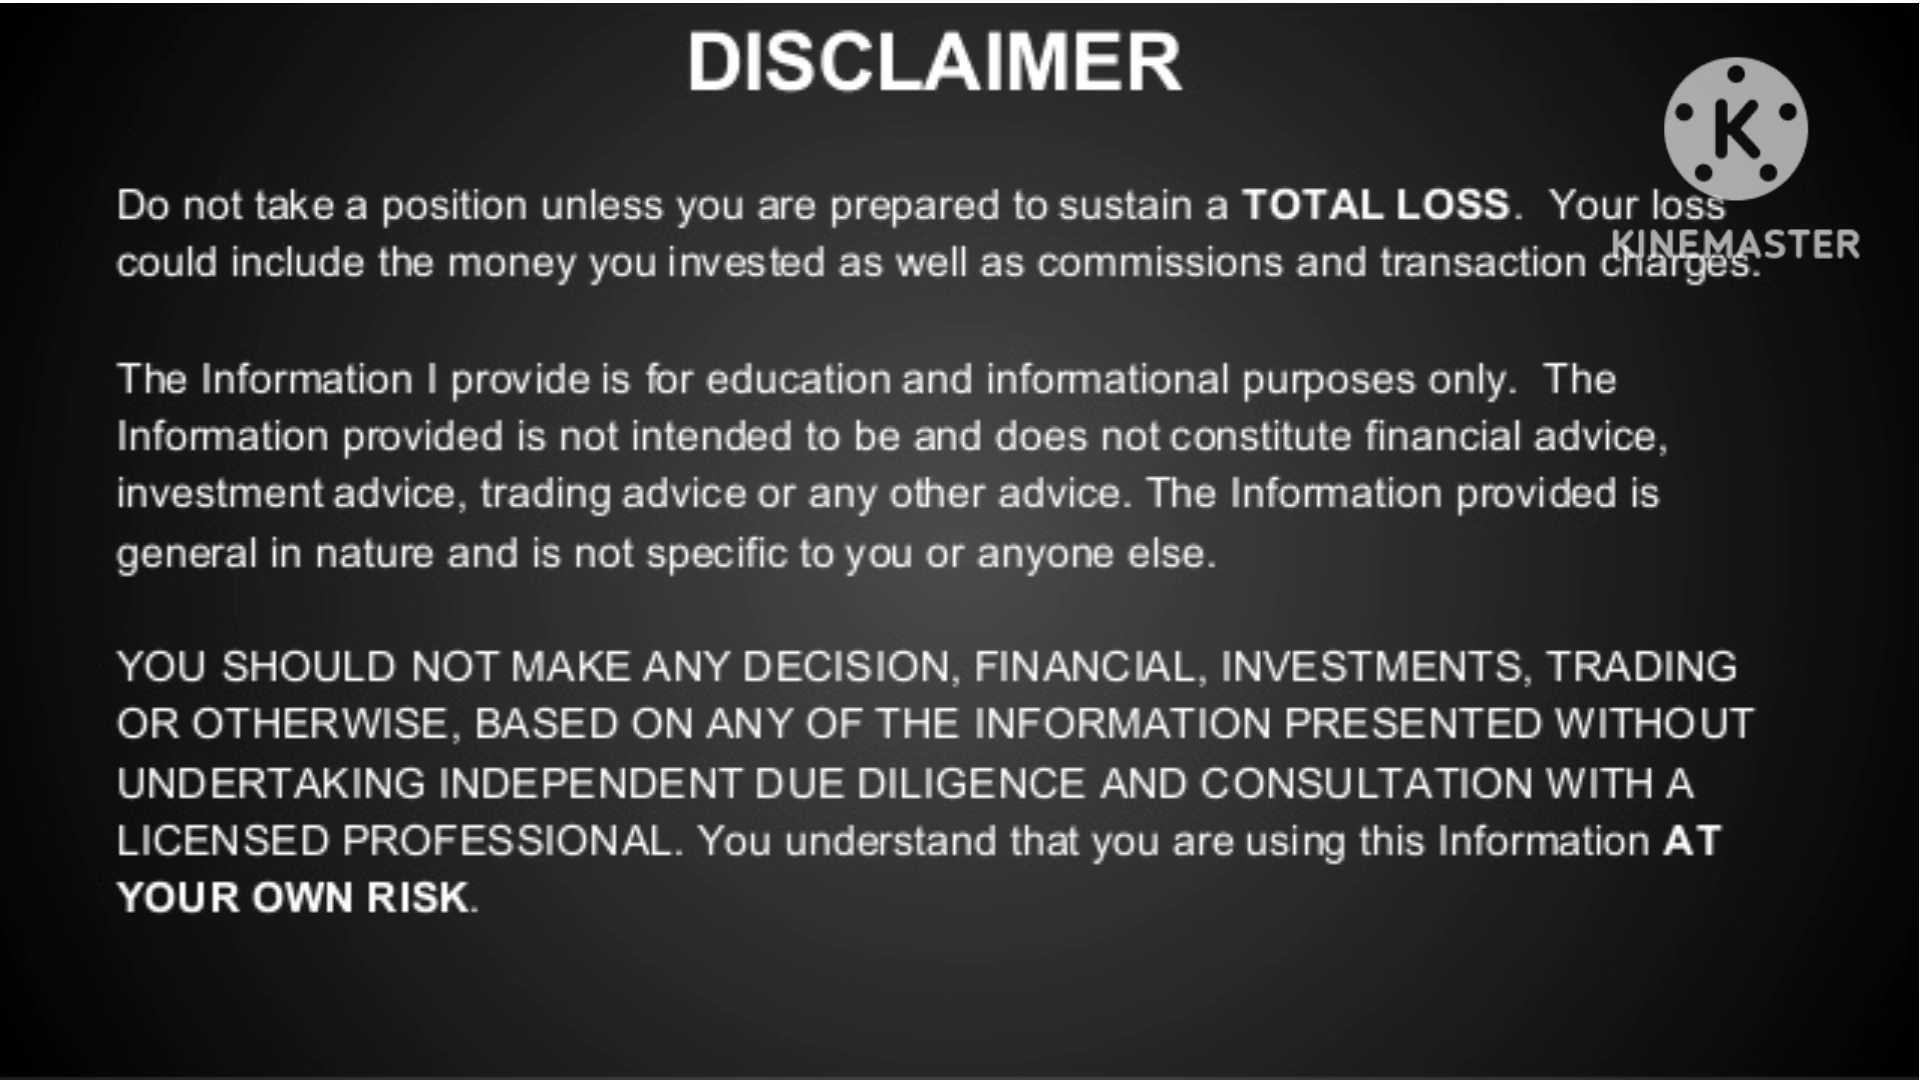 DISCLAIMER
K
KINEMASTER
Do not take a position unless you are prepared to sustain a TOTAL LOSS.  Your loss
could include the money you invested as well as commissions and transaction charges.
The Information I provide is for education and informational purposes only.  The
Information provided is not intended to be and does not constitute financial advice,
investment advice, trading advice or any other advice. The Information provided is
general in nature and is not specific to you or anyone else.
YOU SHOULD NOT MAKE ANY DECISION, FINANCIAL, INVESTMENTS, TRADING
OR OTHERWISE, BASED ON ANY OF THE INFORMATION PRESENTED WITHOUT
UNDERTAKING INDEPENDENT DUE DILIGENCE AND CONSULTATION WITH A
LICENSED PROFESSIONAL. You understand that you are using this Information AT
YOUR OWN RISK.